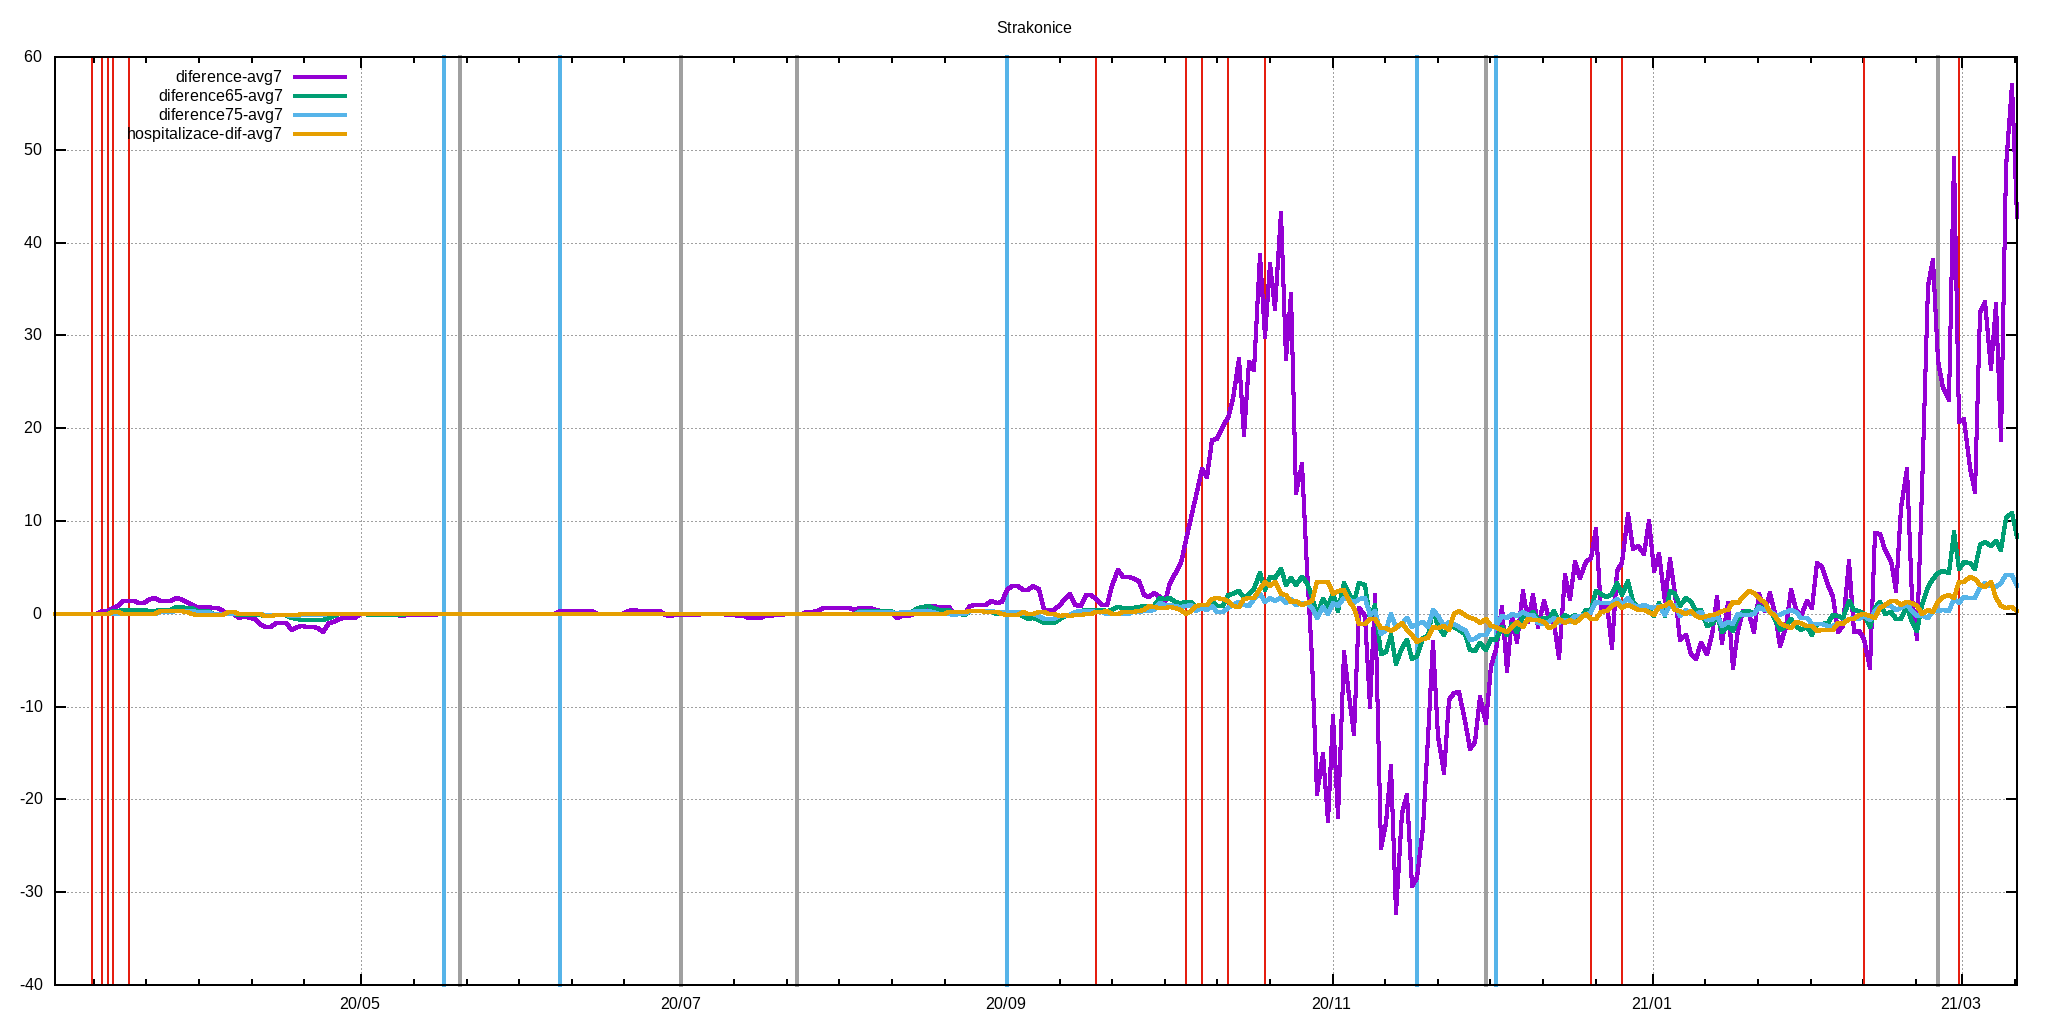 Strakonice
60
diference-avg7
diference65-avg7
diference75-avg7
hospitalizace-dif-avg7
50
40
30
20
10
0
-10
-20
-30
-40
20/05 20/07 20/09 20/11 21/01 21/03